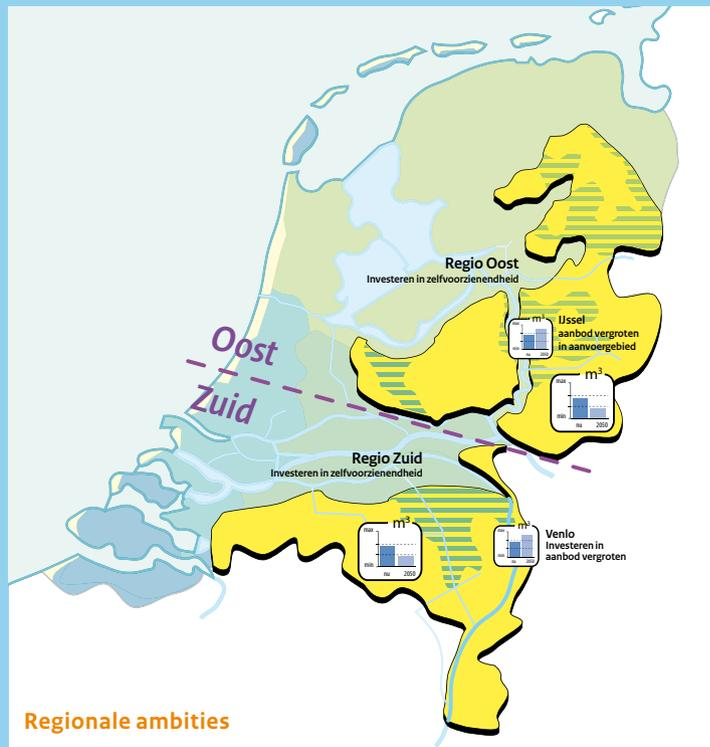 Regio Oost
Investeren in zelfvoorzienendheid
Oost
Zuid
m³
max
min
nu 2050
IJssel
aanbod vergroten
in aanvoergebied
m³
max
min
nu 2050
Regio Zuid
Investeren in zelfvoorzienendheid
m³
max
min
nu 2050
m³
max
min
nu 2050
Venlo
Investeren in
aanbod vergroten
Regionale ambities